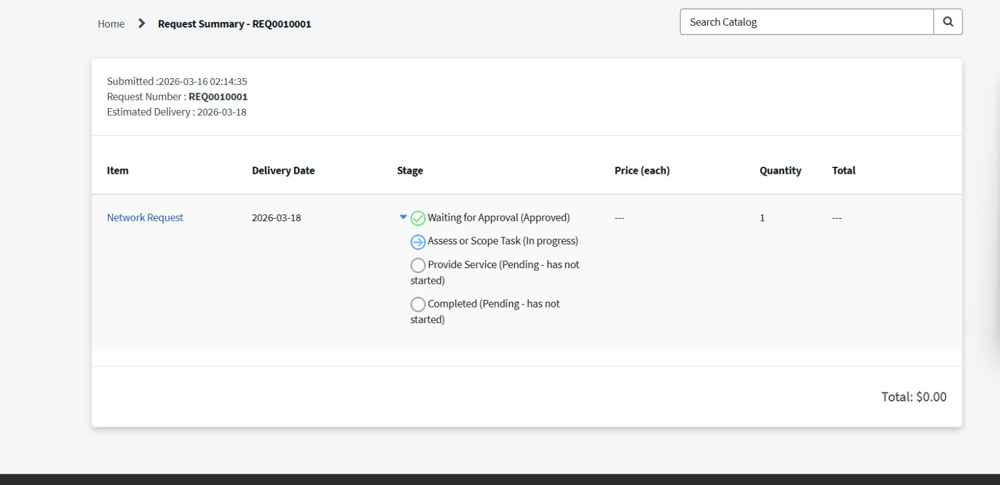 Home Request Summary - REQ0010001 Search Catalog
Submitted :2026-03-16 02:14:35
Request Number : REQ0010001
Estimated Delivery : 2026-03-18
Item Delivery Date Stage Price (each) Quantity Total
Network Request 2026-03-18 Waiting for Approval (Approved) --- 1 ---
Assess or Scope Task (In progress)
Provide Service (Pending - has not
started)
Completed (Pending - has not
started)
Total: $0.00